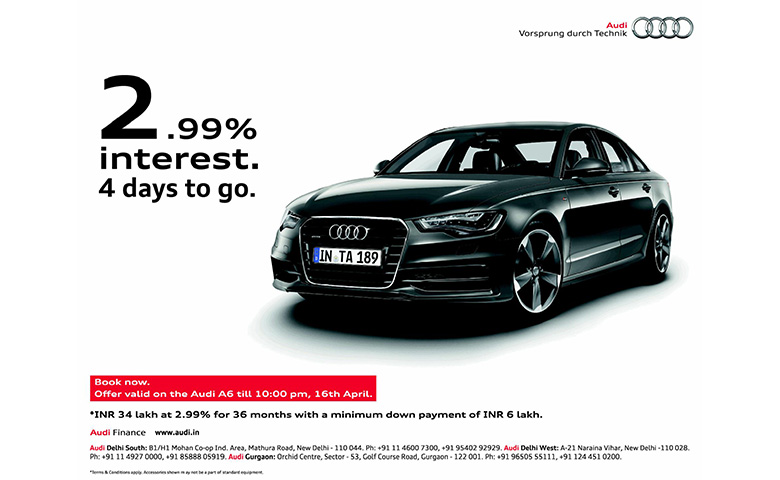 Audi
Vorsprung durch Technik
2.99%
interest.
4 days to go.
IN TA 189
Book now.
Offer valid on the Audi A6 till 10:00 pm, 16th April.
*INR 34 lakh at 2.99% for 36 months with a minimum down payment of INR 6 lakh.
Audi Finance www.audi.in
Audi Delhi South: B1/H1 Mohan Co-op Ind. Area, Mathura Road, New Delhi - 110 044. Ph: +91 11 4600 7300, +91 95402 92929. Audi Delhi West: A-21 Naraina Vihar, New Delhi -110 028.
Ph: +91 11 4927 0000, +91 85888 05919. Audi Gurgaon: Orchid Centre, Sector - 53, Golf Course Road, Gurgaon - 122 001. Ph: +91 96505 55111, +91 124 451 0200.
*Terms & Conditions apply. Accessories shown may not be a part of standard equipment.